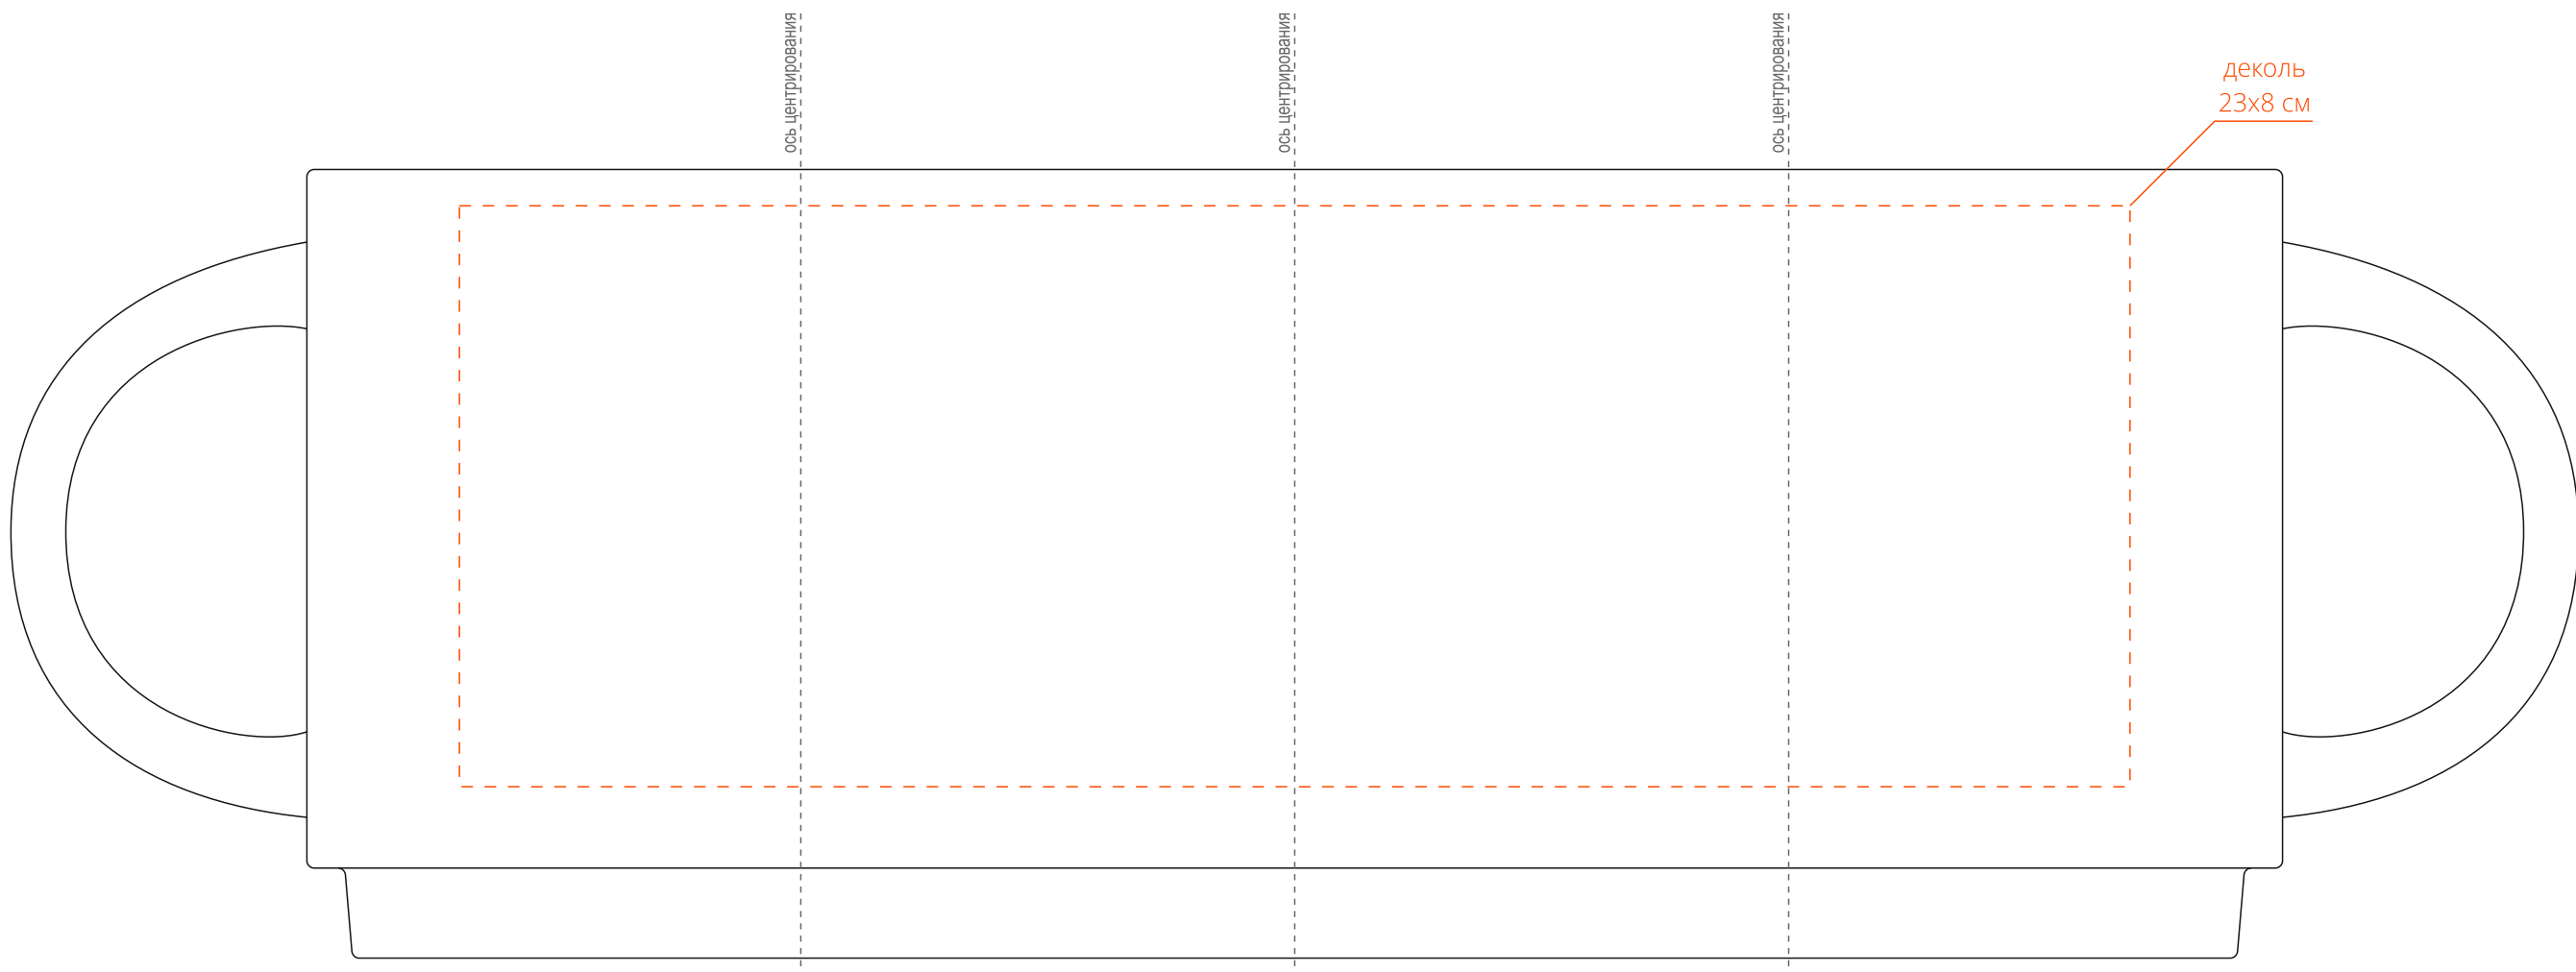 ось центрирования
ось центрирования
ось центрирования
деколь
23х8 см